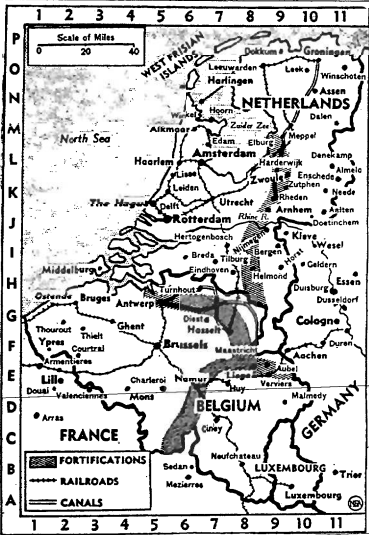 1 2 3 4 5 6 7 8 9 10 11
P
O
N
M
L
K
J
I
H
G
F
E
D
C
B
A
Scale of Miles
0 20 40
WEST FRISIAN
ISLANDS
Dokkum
Groningen
Leeuwarden
Leeke
Winschoten
Harlingen
Assen
NETHERLANDS
Hoorn
Dalen
Winkel
North Sea
Alkmaar
Zuider Zee
Meppel
Edam
Elburg
Amsterdam
Denekamp
Haarlem
Harderwijk
Almelo
Lisse
Zwolle
Enschede
Leiden
Zutphen
Neede
The Hague
Utrecht
Rheden
Delft
Rhine R.
Arnhem
Aalten
Rotterdam
Doetinchem
Hertogenbosch
Nijmegen
Kleve
Wesel
Breda
Tilburg
Bergen
Horst
Geldern
Middelburg
Eindhoven
Helmond
Essen
Duisburg
Ostende
Turnhout
Dusseldorf
Bruges
Antwerp
Thourout
Ghent
Diest
Cologne
Thielt
Hasselt
Ypres
Courtrai
Brussels
Maastricht
Duren
Armentieres
Aachen
Lille
Charleroi
Namur
Liege
Aubel
Douai
Valenciennes
Mons
Huy
Verviers
Malmedy
Arras
BELGIUM
GERMANY
FRANCE
Ciney
Neufchateau
FORTIFICATIONS
RAILROADS
CANALS
Sedan
Mezierres
LUXEMBOURG
Trier
Luxembourg
NEA
1 2 3 4 5 6 7 8 9 10 11